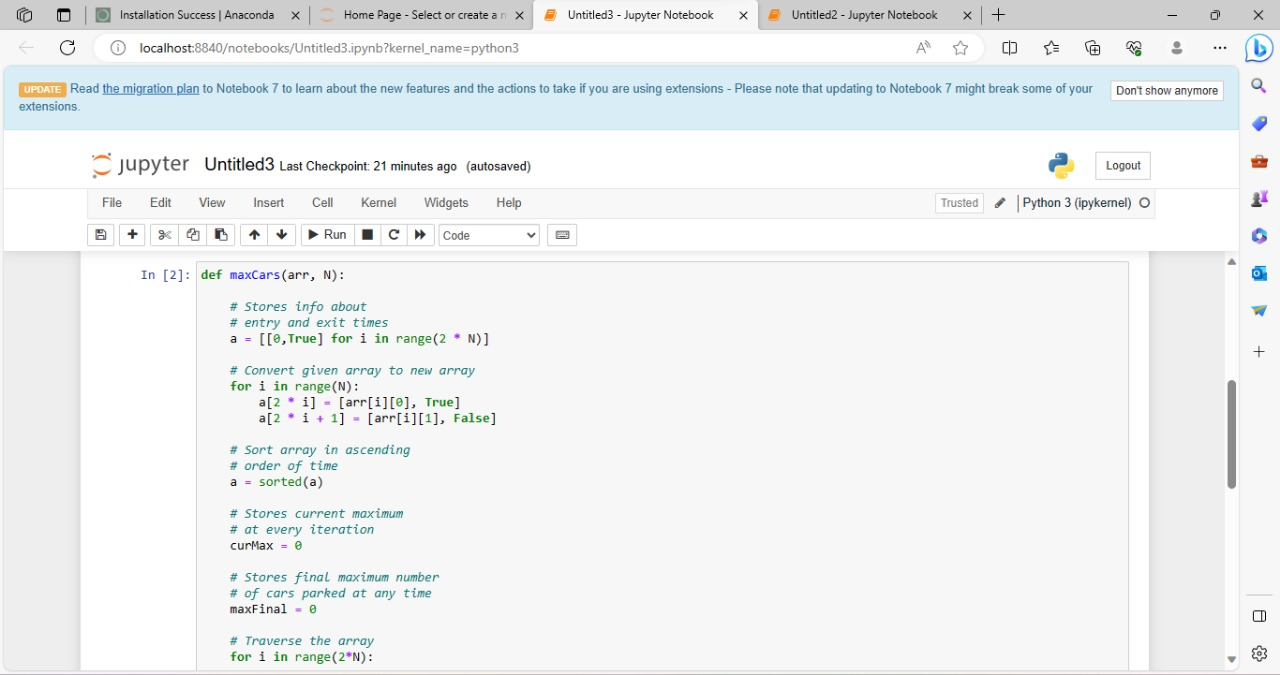 Installation Success | Anaconda
Home Page - Select or create a n
Untitled3 - Jupyter Notebook
Untitled2 - Jupyter Notebook
localhost:8840/notebooks/Untitled3.ipynb?kernel_name=python3
UPDATE Read the migration plan to Notebook 7 to learn about the new features and the actions to take if you are using extensions - Please note that updating to Notebook 7 might break some of your
extensions.
Don't show anymore
jupyter Untitled3 Last Checkpoint: 21 minutes ago (autosaved)
Logout
File Edit View Insert Cell Kernel Widgets Help
Trusted Python 3 (ipykernel)
Run Code
In [2]: def maxCars(arr, N):
# Stores info about
# entry and exit times
a = [[0,True] for i in range(2 * N)]
# Convert given array to new array
for i in range(N):
a[2 * i] = [arr[i][0], True]
a[2 * i + 1] = [arr[i][1], False]
# Sort array in ascending
# order of time
a = sorted(a)
# Stores current maximum
# at every iteration
curMax = 0
# Stores final maximum number
# of cars parked at any time
maxFinal = 0
# Traverse the array
for i in range(2*N):